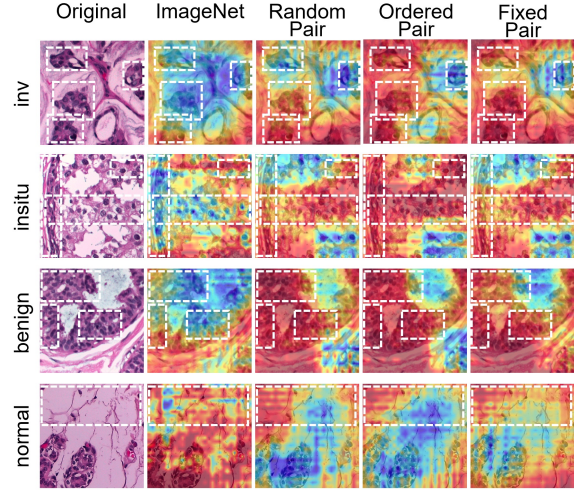 Original ImageNet Random Pair Ordered Pair Fixed Pair
inv
insitu
benign
normal